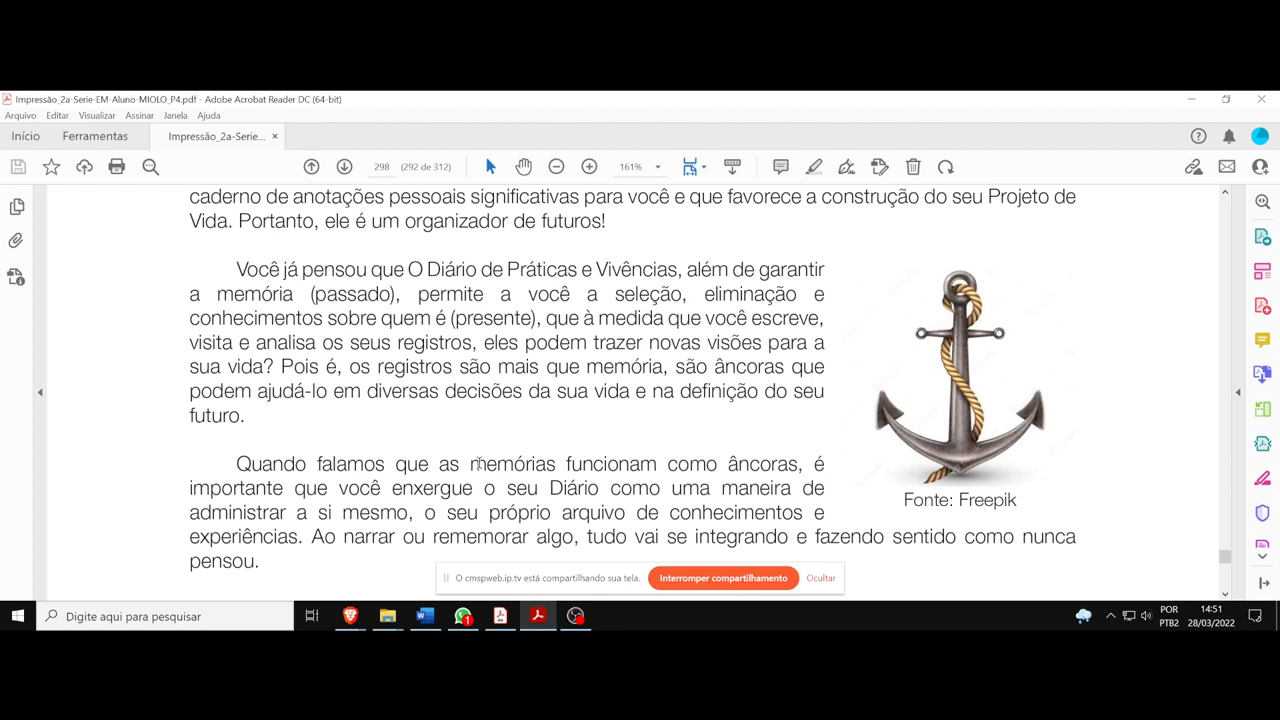 Impressão_2a-Serie-EM-Aluno-MIOLO_P4.pdf - Adobe Acrobat Reader DC (64-bit)
Arquivo Editar Visualizar Assinar Janela Ajuda
Início Ferramentas Impressão_2a-Serie... ×
298 (292 de 312) 161%
caderno de anotações pessoais significativas para você e que favorece a construção do seu Projeto de
Vida. Portanto, ele é um organizador de futuros!
Você já pensou que O Diário de Práticas e Vivências, além de garantir
a memória (passado), permite a você a seleção, eliminação e
conhecimentos sobre quem é (presente), que à medida que você escreve,
visita e analisa os seus registros, eles podem trazer novas visões para a
sua vida? Pois é, os registros são mais que memória, são âncoras que
podem ajudá-lo em diversas decisões da sua vida e na definição do seu
futuro.
Fonte: Freepik
Quando falamos que as memórias funcionam como âncoras, é
importante que você enxergue o seu Diário como uma maneira de
administrar a si mesmo, o seu próprio arquivo de conhecimentos e
experiências. Ao narrar ou rememorar algo, tudo vai se integrando e fazendo sentido como nunca
pensou.
O cmspweb.ip.tv está compartilhando sua tela. Interromper compartilhamento Ocultar
Digite aqui para pesquisar
1
POR
PTB2
14:51
28/03/2022